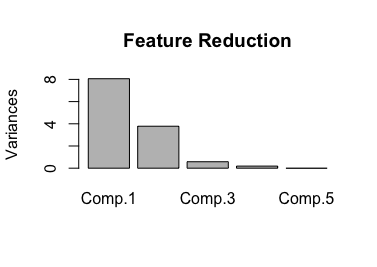 Feature Reduction
Variances
8
4
0
Comp.1 Comp.3 Comp.5